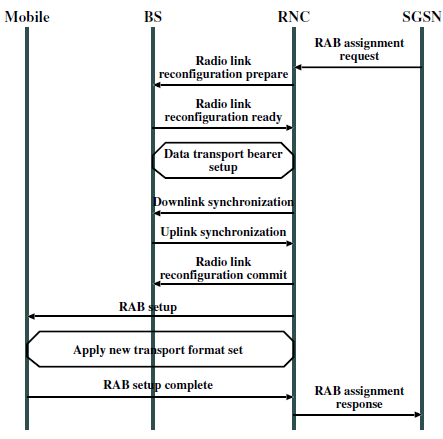 Mobile BS RNC SGSN
RAB assignment
request
Radio link
reconfiguration prepare
Radio link
reconfiguration ready
Data transport bearer
setup
Downlink synchronization
Uplink synchronization
Radio link
reconfiguration commit
RAB setup
Apply new transport format set
RAB setup complete
RAB assignment
response